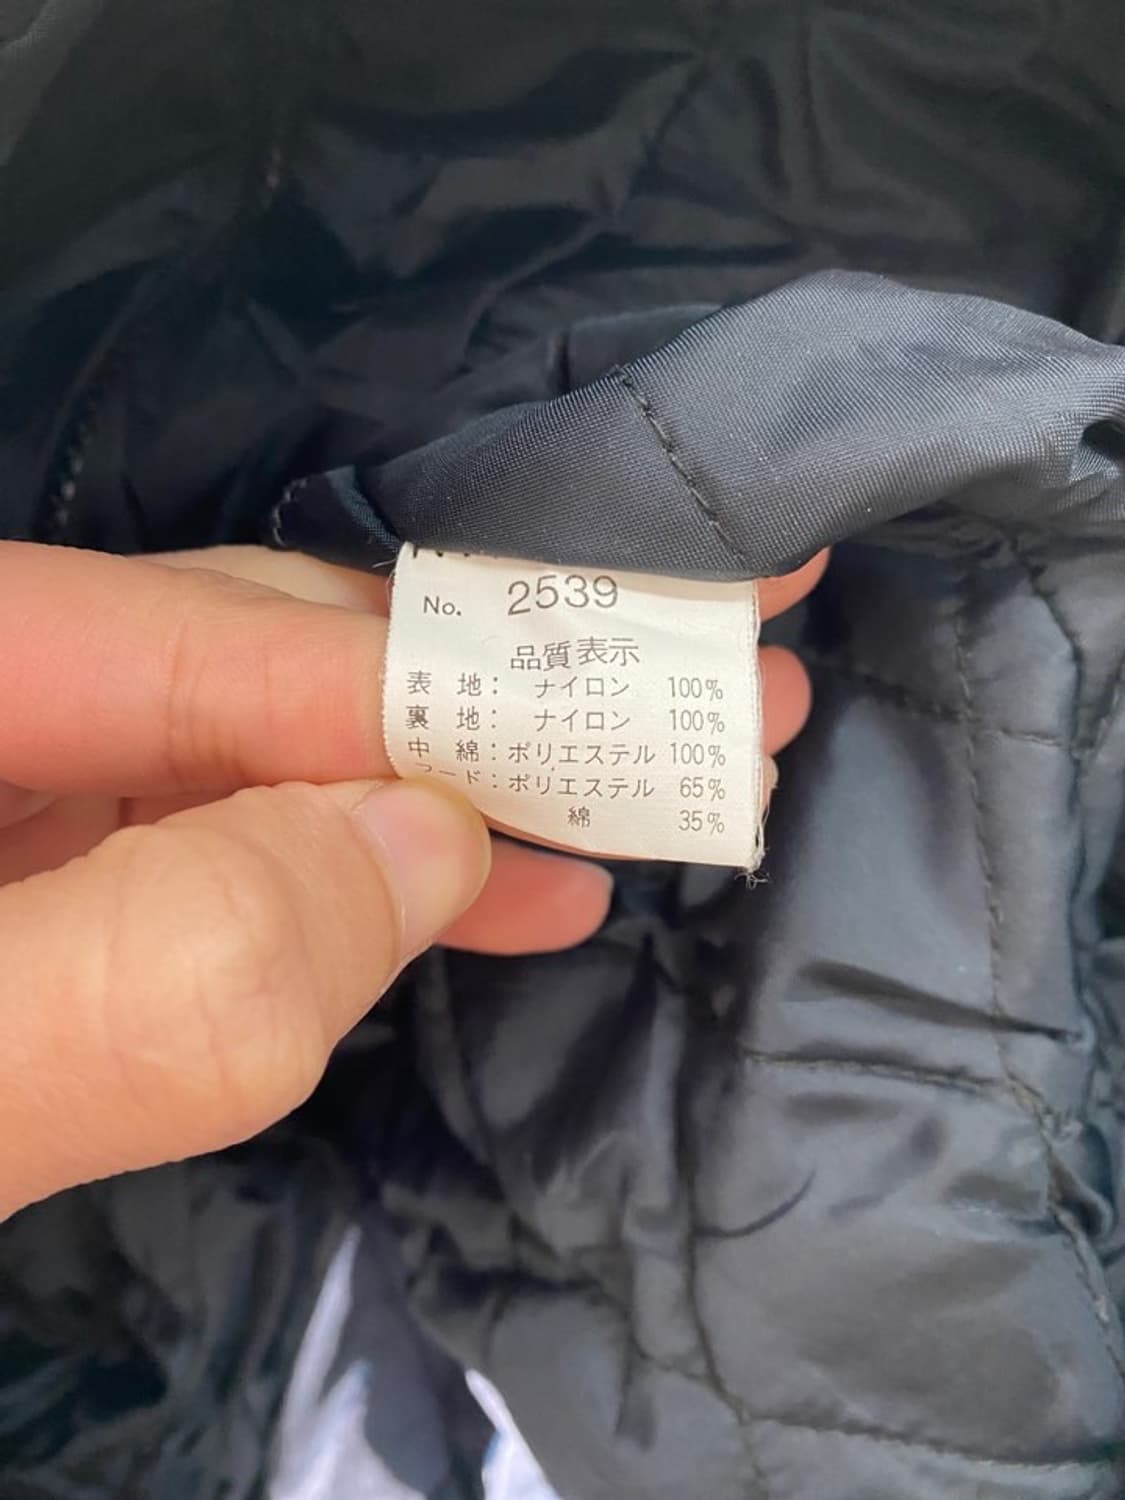 No. 2539
品質表示
表 地： ナイロン 100%
裏 地： ナイロン 100%
中 綿：ポリエステル 100%
フード：ポリエステル 65%
綿 35%